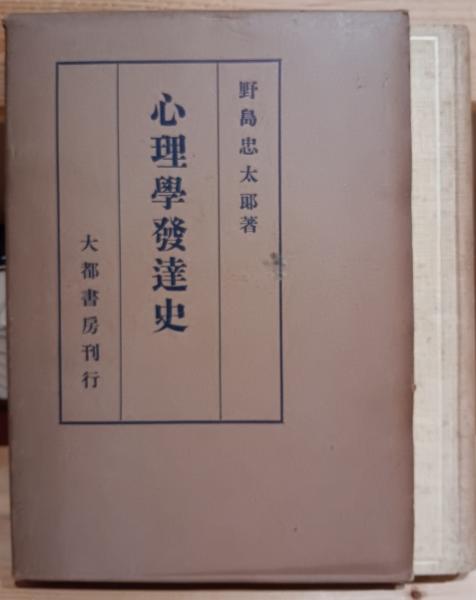 野島忠太郎著
心理學發達史
大都書房刊行